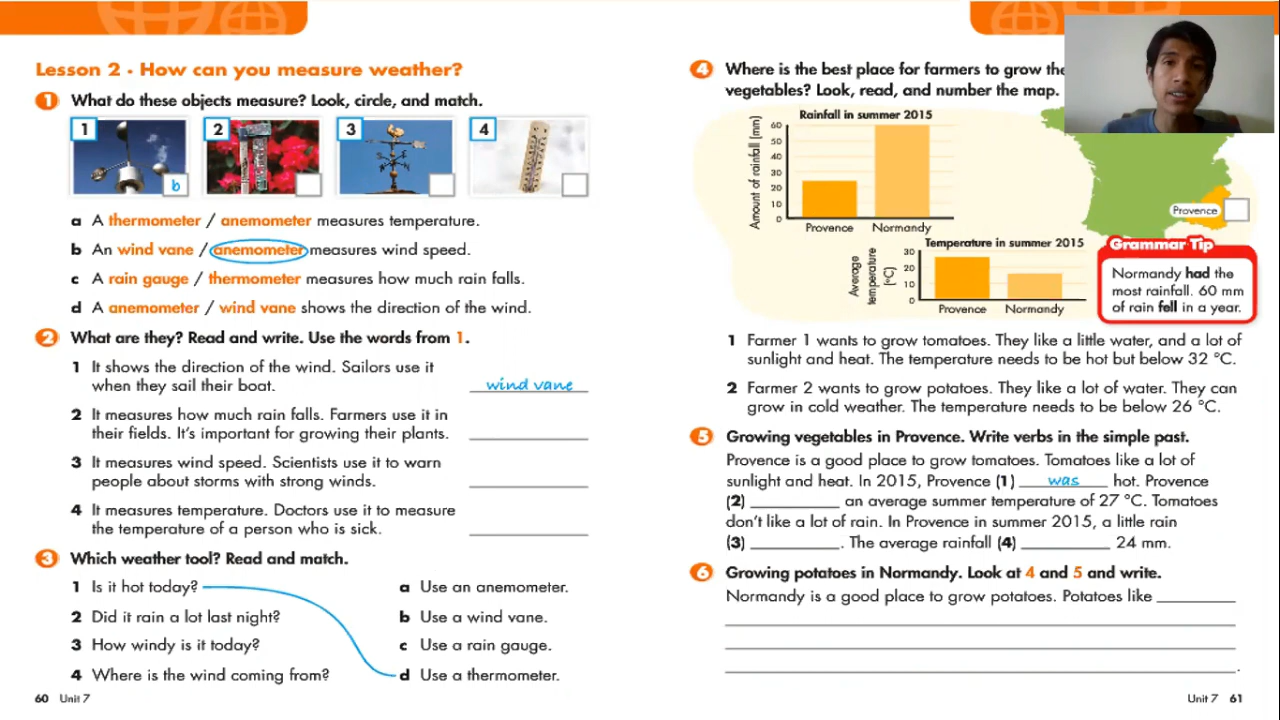 Lesson 2 · How can you measure weather?
1 What do these objects measure? Look, circle, and match.
1
2
3
4
b
a A thermometer / anemometer measures temperature.
b An wind vane / anemometer measures wind speed.
c A rain gauge / thermometer measures how much rain falls.
d A anemometer / wind vane shows the direction of the wind.
2 What are they? Read and write. Use the words from 1.
1 It shows the direction of the wind. Sailors use it
when they sail their boat.
wind vane
2 It measures how much rain falls. Farmers use it in
their fields. It's important for growing their plants.
3 It measures wind speed. Scientists use it to warn
people about storms with strong winds.
4 It measures temperature. Doctors use it to measure
the temperature of a person who is sick.
3 Which weather tool? Read and match.
1 Is it hot today?
2 Did it rain a lot last night?
3 How windy is it today?
4 Where is the wind coming from?
a Use an anemometer.
b Use a wind vane.
c Use a rain gauge.
d Use a thermometer.
60 Unit 7
4 Where is the best place for farmers to grow the
vegetables? Look, read, and number the map.
Rainfall in summer 2015
Amount of rainfall (mm)
60
50
40
30
20
10
0
Provence Normandy
Temperature in summer 2015
Average
temperature
(°C)
30
20
10
0
Provence Normandy
Provence
Grammar Tip
Normandy had the
most rainfall. 60 mm
of rain fell in a year.
1 Farmer 1 wants to grow tomatoes. They like a little water, and a lot of
sunlight and heat. The temperature needs to be hot but below 32 °C.
2 Farmer 2 wants to grow potatoes. They like a lot of water. They can
grow in cold weather. The temperature needs to be below 26 °C.
5 Growing vegetables in Provence. Write verbs in the simple past.
Provence is a good place to grow tomatoes. Tomatoes like a lot of
sunlight and heat. In 2015, Provence (1) was hot. Provence
(2) __________ an average summer temperature of 27 °C. Tomatoes
don't like a lot of rain. In Provence in summer 2015, a little rain
(3) __________. The average rainfall (4) __________ 24 mm.
6 Growing potatoes in Normandy. Look at 4 and 5 and write.
Normandy is a good place to grow potatoes. Potatoes like __________
Unit 7 61